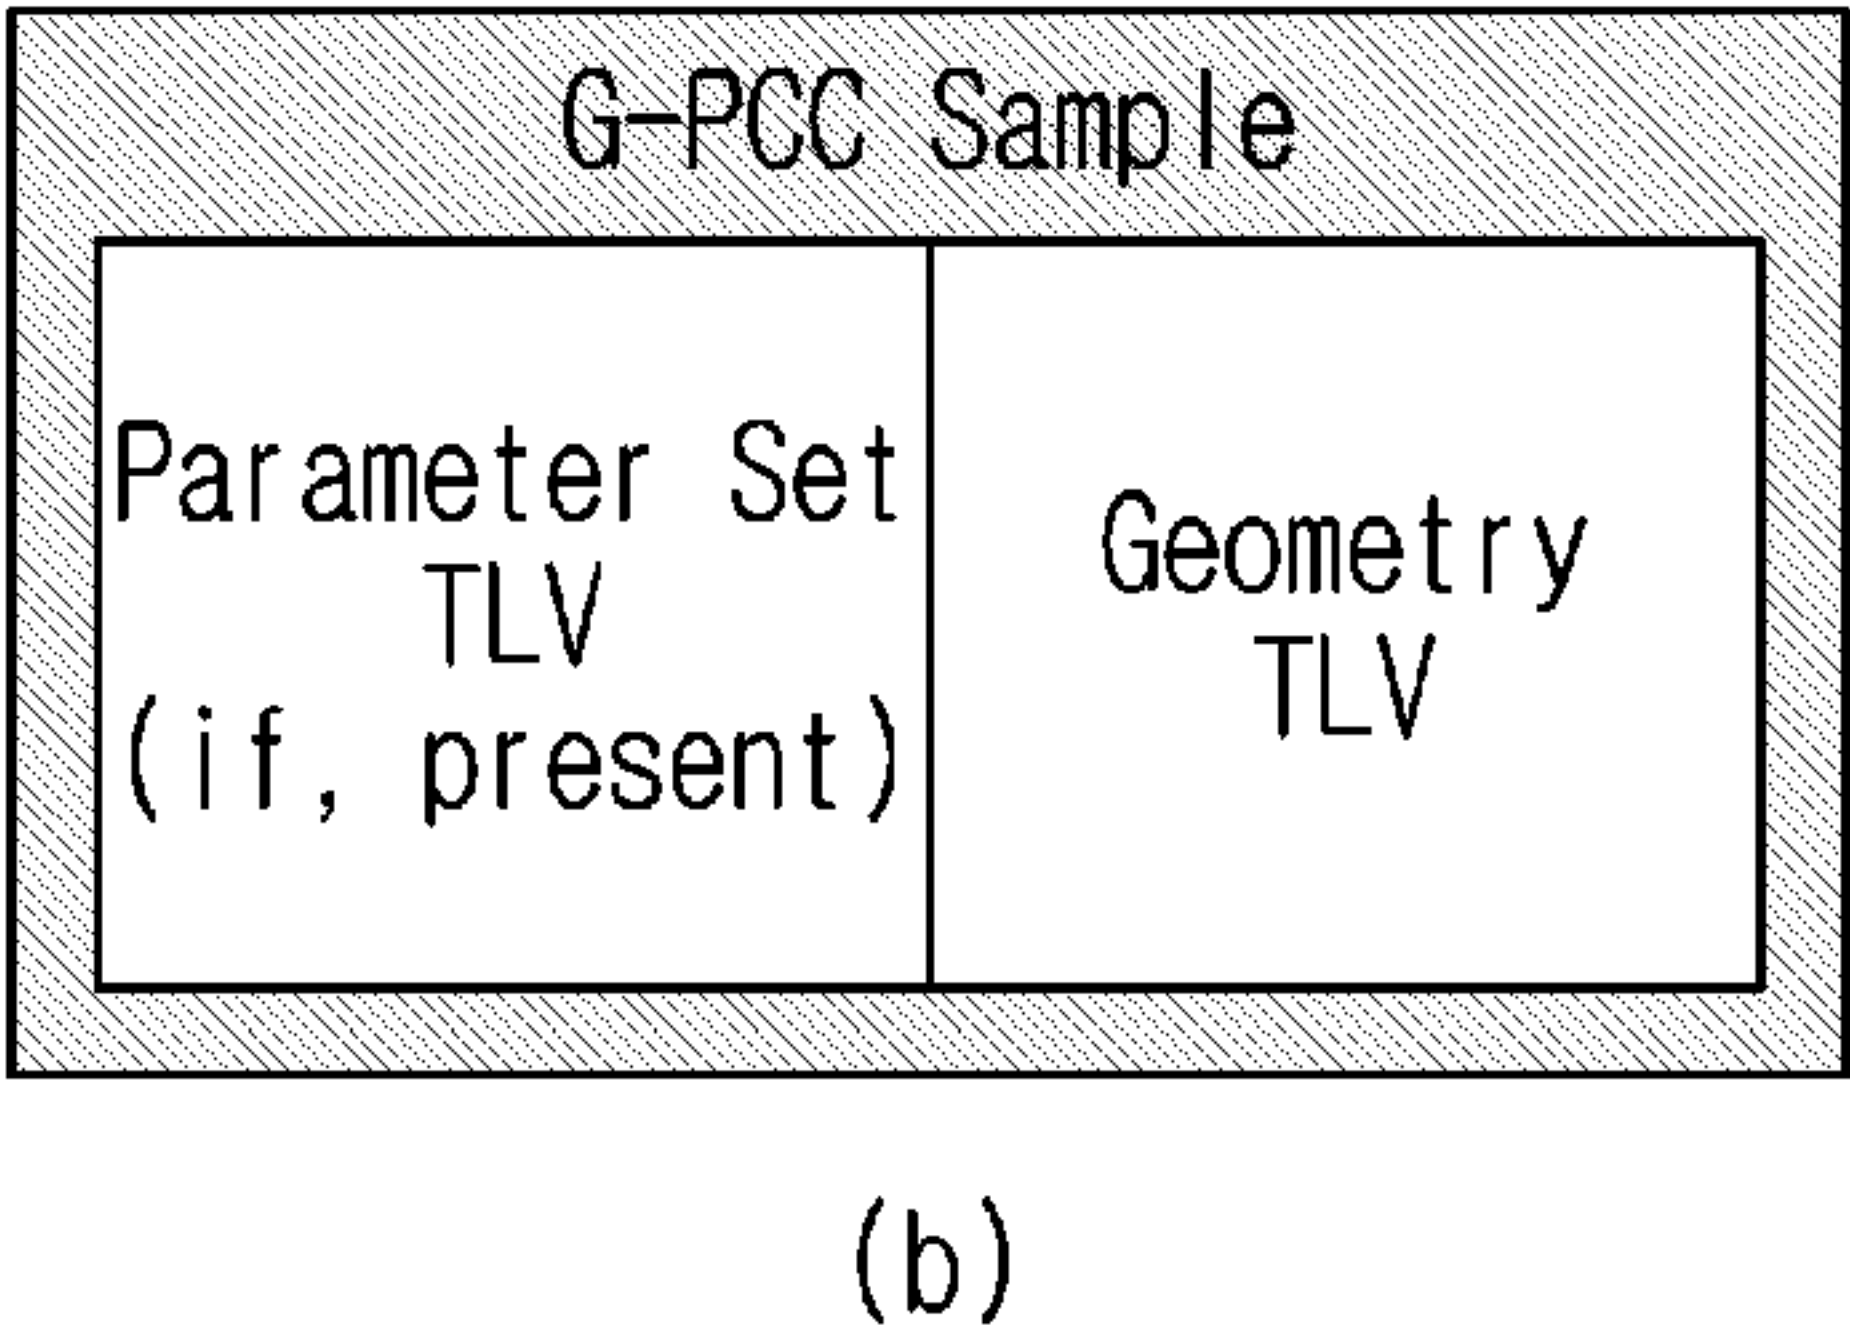 G-PCC Sample
Parameter Set
TLV
(if, present)
Geometry
TLV
(b)